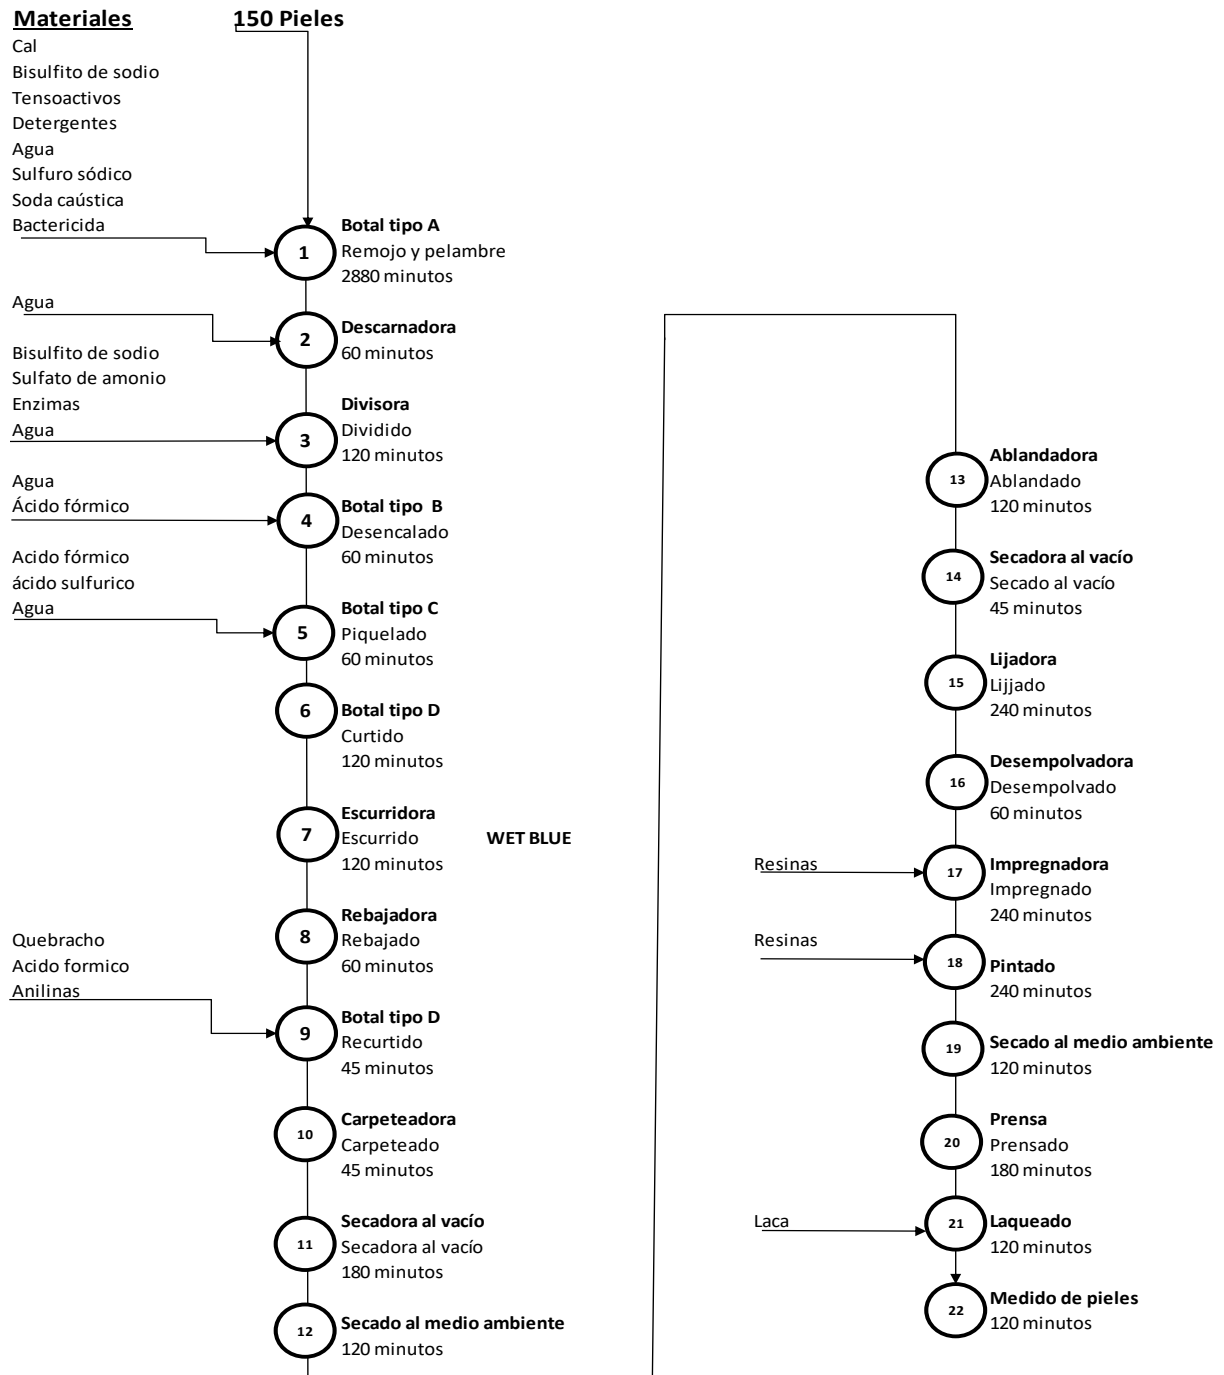 Materiales
150 Pieles
Cal
Bisulfito de sodio
Tensoactivos
Detergentes
Agua
Sulfuro sódico
Soda caústica
Bactericida
1
Botal tipo A
Remojo y pelambre
2880 minutos
Agua
2
Descarnadora
60 minutos
Bisulfito de sodio
Sulfato de amonio
Enzimas
Agua
3
Divisora
Dividido
120 minutos
Agua
Ácido fórmico
4
Botal tipo B
Desencalado
60 minutos
Acido fórmico
ácido sulfurico
Agua
5
Botal tipo C
Piquelado
60 minutos
6
Botal tipo D
Curtido
120 minutos
7
Escurridora
Escurrido
120 minutos
WET BLUE
8
Rebajadora
Rebajado
60 minutos
Quebracho
Acido formico
Anilinas
9
Botal tipo D
Recurtido
45 minutos
10
Carpeteadora
Carpeteado
45 minutos
11
Secadora al vacío
Secadora al vacío
180 minutos
12
Secado al medio ambiente
120 minutos
13
Ablandadora
Ablandado
120 minutos
14
Secadora al vacío
Secado al vacío
45 minutos
15
Lijadora
Lijjado
240 minutos
16
Desempolvadora
Desempolvado
60 minutos
Resinas
17
Impregnadora
Impregnado
240 minutos
Resinas
18
Pintado
240 minutos
19
Secado al medio ambiente
120 minutos
20
Prensa
Prensado
180 minutos
Laca
21
Laqueado
120 minutos
22
Medido de pieles
120 minutos